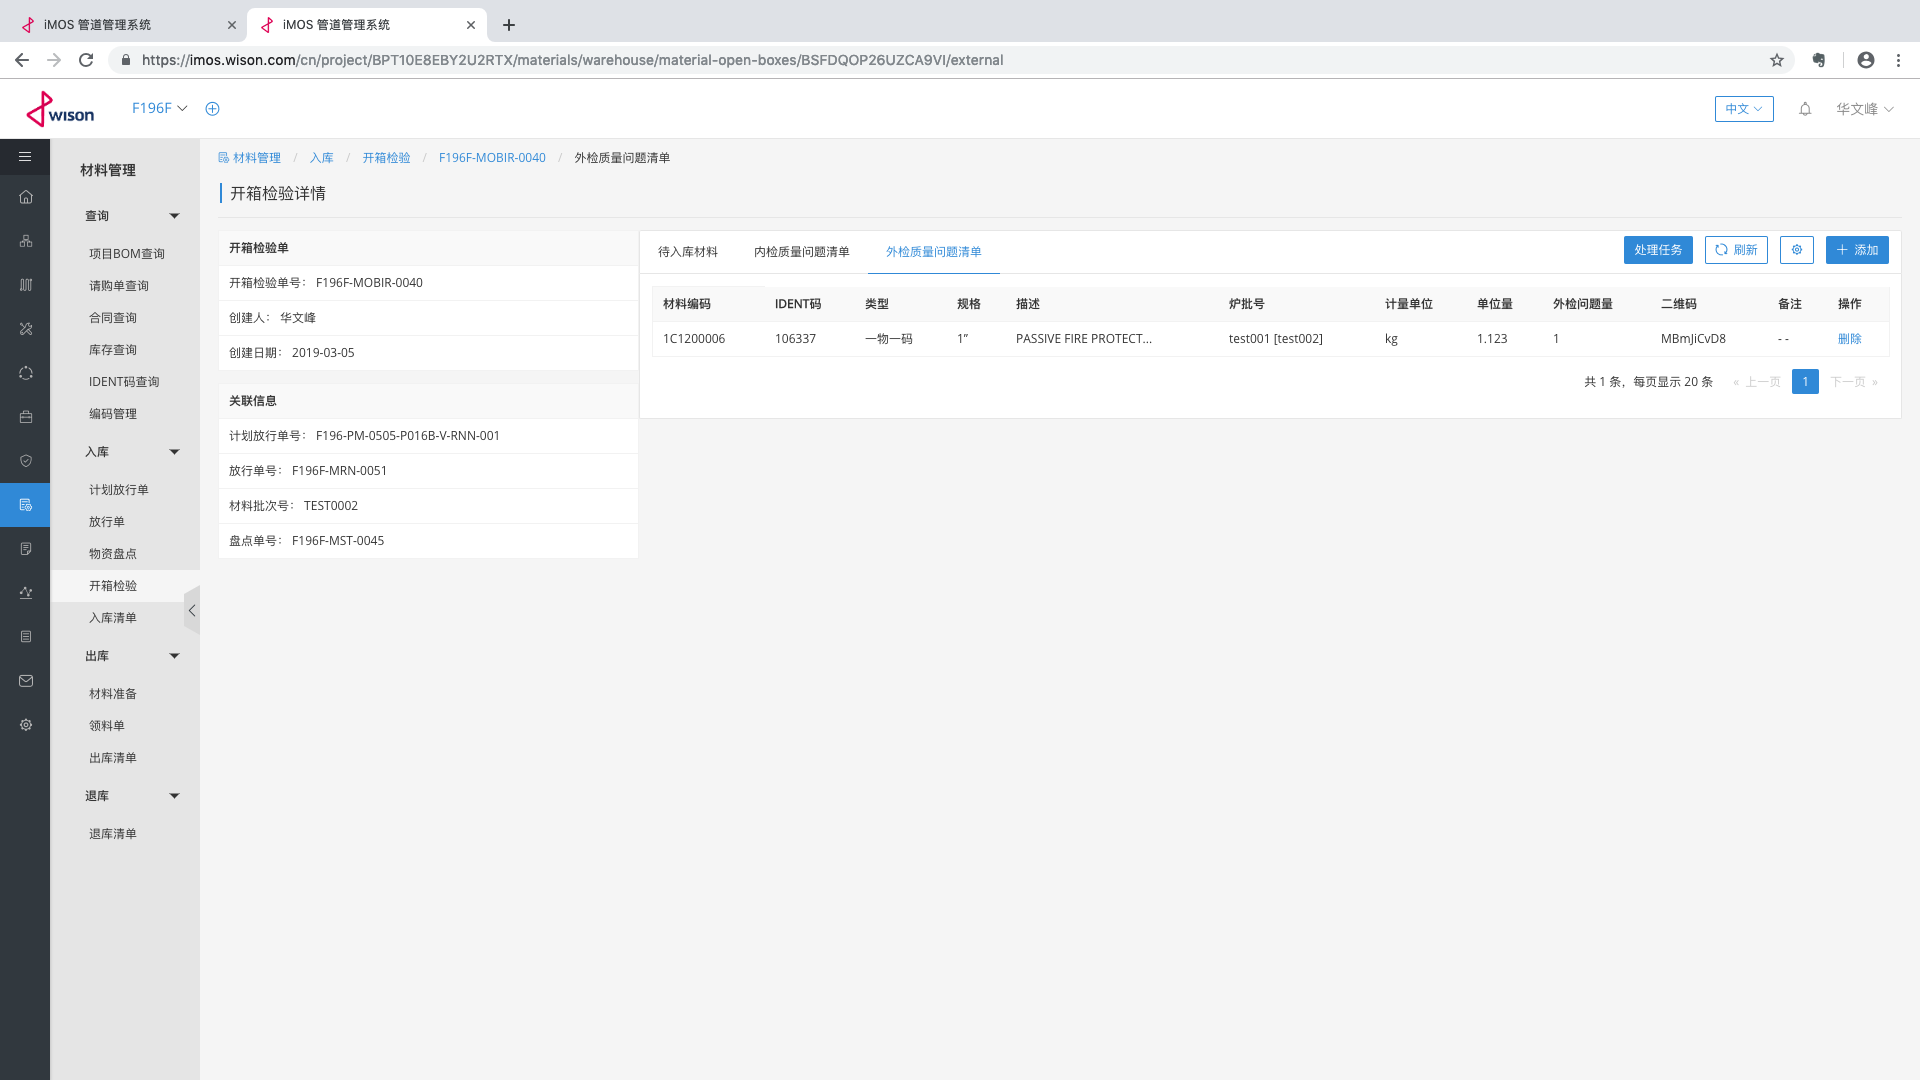 iMOS 管道管理系统
iMOS 管道管理系统
https://imos.wison.com/cn/project/BPT10E8EBY2U2RTX/materials/warehouse/material-open-boxes/BSFDQOP26UZCA9VI/external
wison
F196F
中文
华文峰
材料管理
查询
项目BOM查询
请购单查询
合同查询
库存查询
IDENT码查询
编码管理
入库
计划放行单
放行单
物资盘点
开箱检验
入库清单
出库
材料准备
领料单
出库清单
退库
退库清单
材料管理 / 入库 / 开箱检验 / F196F-MOBIR-0040 / 外检质量问题清单
开箱检验详情
开箱检验单
开箱检验单号： F196F-MOBIR-0040
创建人： 华文峰
创建日期： 2019-03-05
关联信息
计划放行单号： F196-PM-0505-P016B-V-RNN-001
放行单号： F196F-MRN-0051
材料批次号： TEST0002
盘点单号： F196F-MST-0045
待入库材料 内检质量问题清单 外检质量问题清单
处理任务 刷新 添加
材料编码 IDENT码 类型 规格 描述 炉批号 计量单位 单位量 外检问题量 二维码 备注 操作
1C1200006 106337 一物一码 1” PASSIVE FIRE PROTECT... test001 [test002] kg 1.123 1 MBmJiCvD8 - - 删除
共 1 条，每页显示 20 条 « 上一页 1 下一页 »